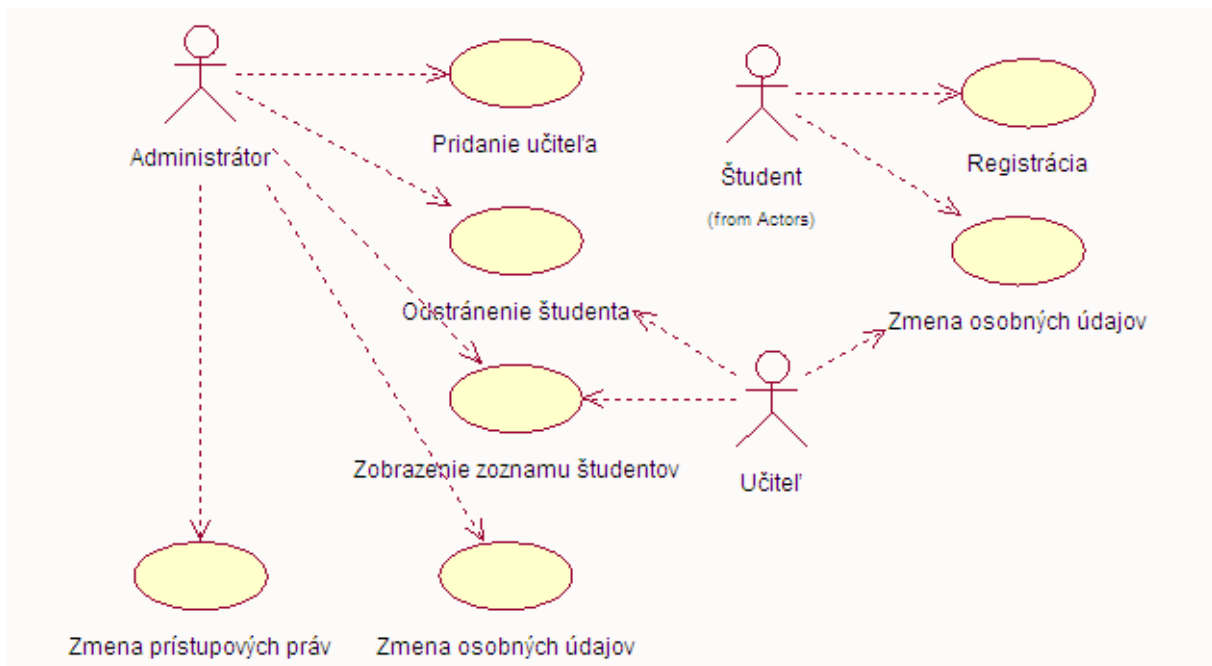 Pridanie učiteľa
Administrátor
Registrácia
Študent
(from Actors)
Odstránenie študenta
Zmena osobných údajov
Zobrazenie zoznamu študentov
Učiteľ
Zmena prístupových práv
Zmena osobných údajov